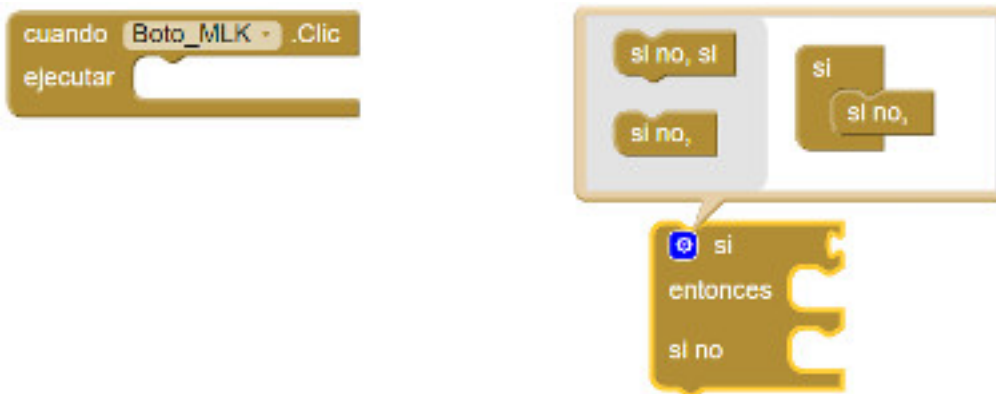 cuando Boto_MLK .Clic
ejecutar
si no, si
si no,
si
si no,
si
entonces
si no